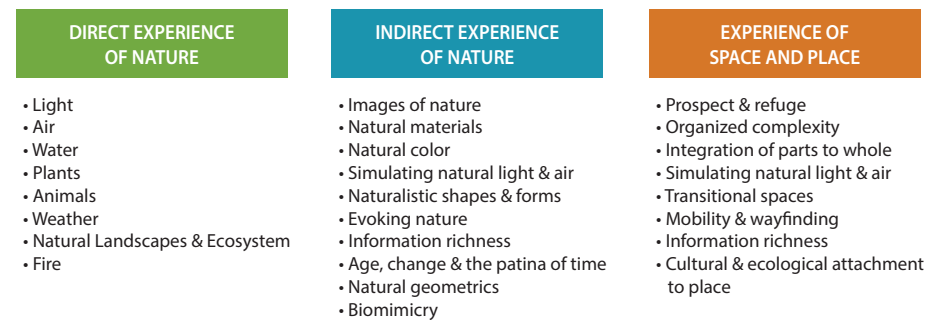 DIRECT EXPERIENCE
OF NATURE
• Light
• Air
• Water
• Plants
• Animals
• Weather
• Natural Landscapes & Ecosystem
• Fire
INDIRECT EXPERIENCE
OF NATURE
• Images of nature
• Natural materials
• Natural color
• Simulating natural light & air
• Naturalistic shapes & forms
• Evoking nature
• Information richness
• Age, change & the patina of time
• Natural geometrics
• Biomimicry
EXPERIENCE OF
SPACE AND PLACE
• Prospect & refuge
• Organized complexity
• Integration of parts to whole
• Simulating natural light & air
• Transitional spaces
• Mobility & wayfinding
• Information richness
• Cultural & ecological attachment
to place